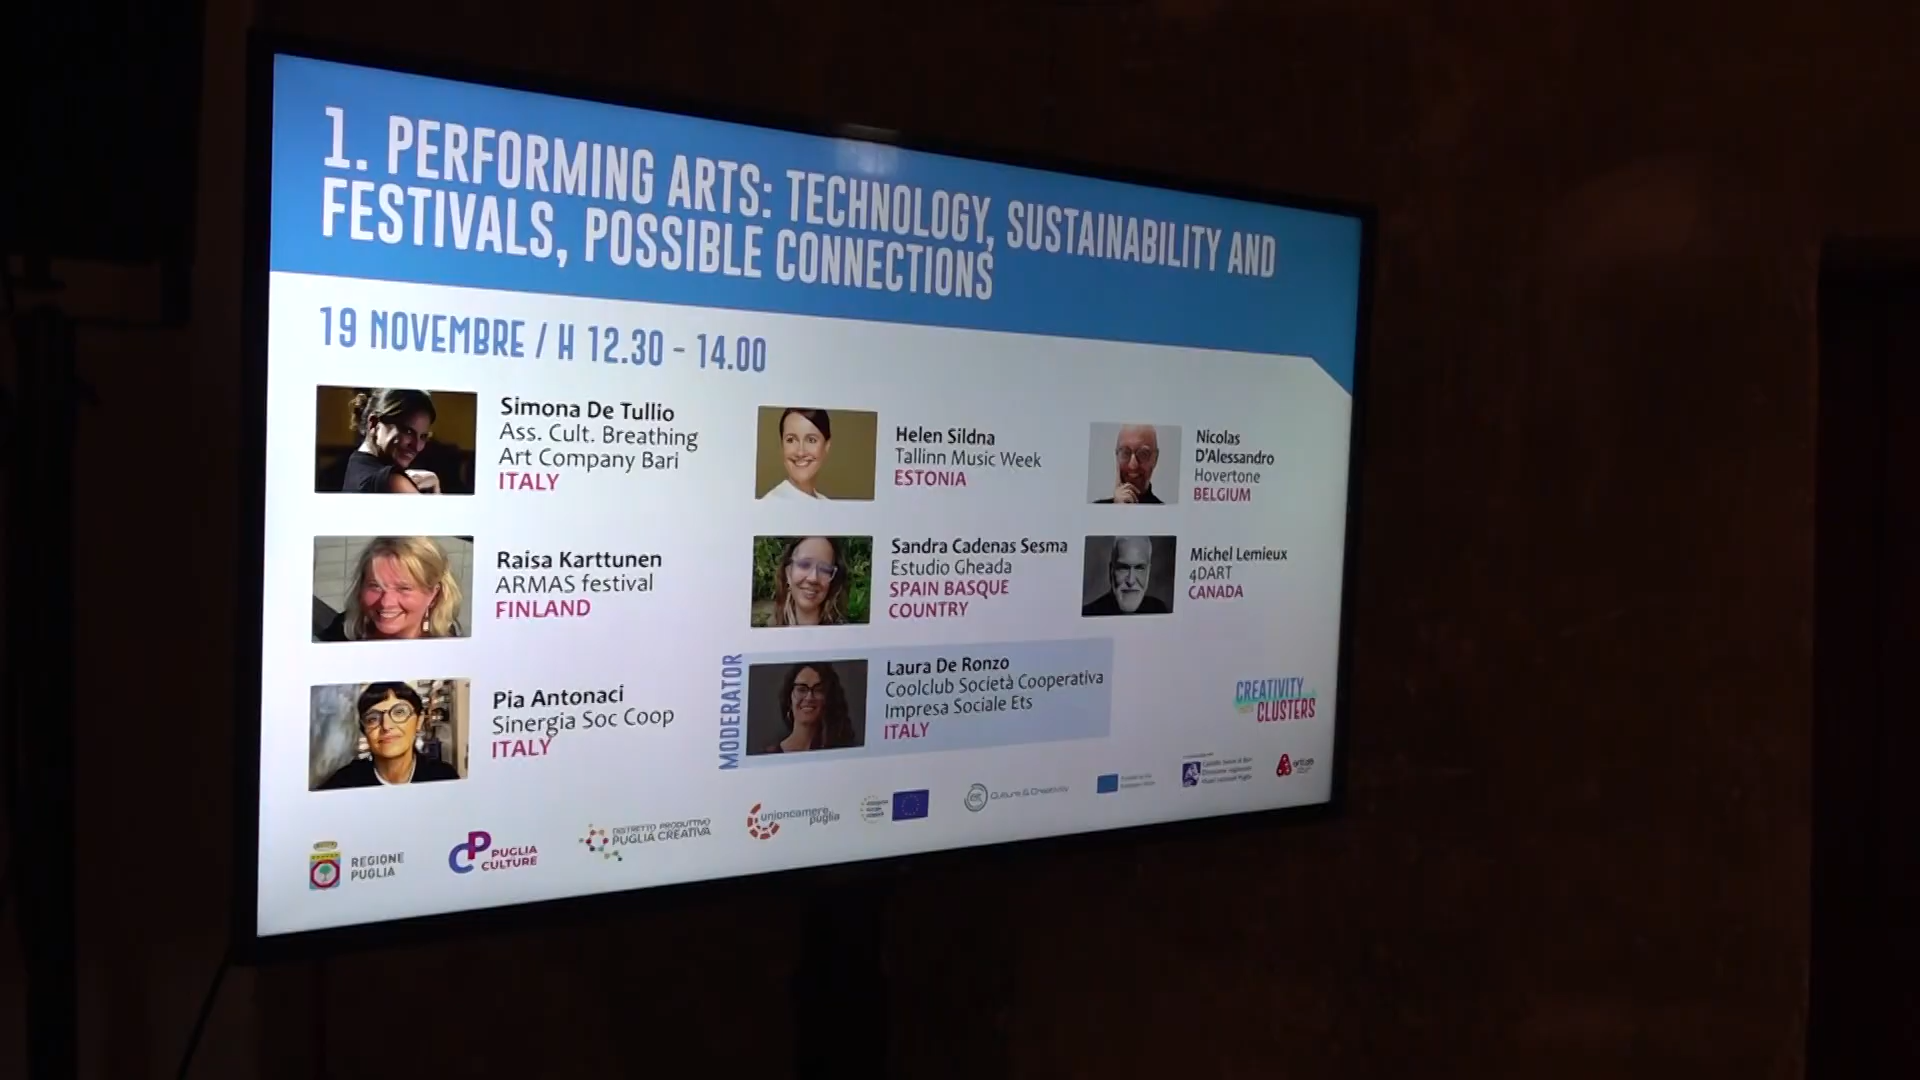 1. PERFORMING ARTS: TECHNOLOGY, SUSTAINABILITY AND
FESTIVALS, POSSIBLE CONNECTIONS
19 NOVEMBRE / H 12.30 - 14.00
Simona De Tullio
Ass. Cult. Breathing
Art Company Bari
ITALY
Helen Sildna
Tallinn Music Week
ESTONIA
Nicolas
D'Alessandro
Hovertone
BELGIUM
Raisa Karttunen
ARMAS festival
FINLAND
Sandra Cadenas Sesma
Estudio Gheada
SPAIN BASQUE
COUNTRY
Michel Lemieux
4DART
CANADA
Pia Antonaci
Sinergia Soc Coop
ITALY
MODERATOR
Laura De Ronzo
Coolclub Società Cooperativa
Impresa Sociale Ets
ITALY
CREATIVITY
CLUSTERS
REGIONE
PUGLIA
CP PUGLIA
CULTURE
DISTRETTO PRODUTTIVO
PUGLIA CREATIVA
unioncamere
puglia
eit Culture & Creativity